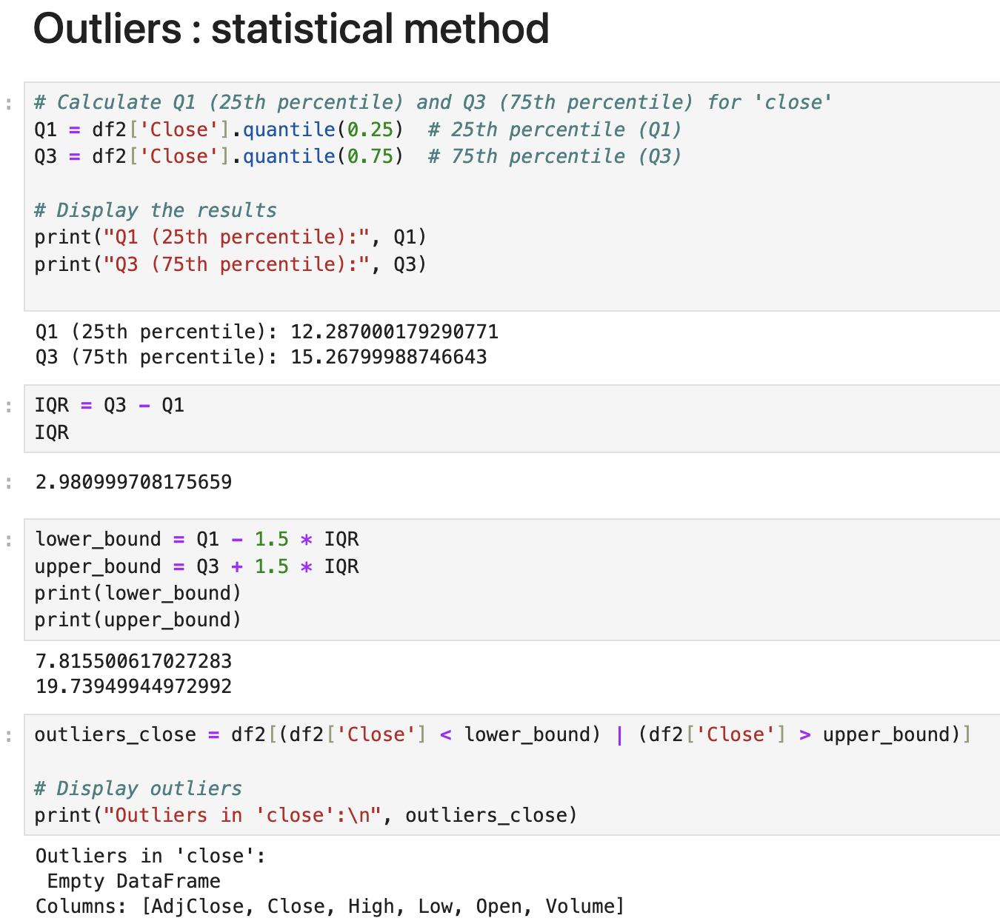 Outliers : statistical method
# Calculate Q1 (25th percentile) and Q3 (75th percentile) for 'close'
Q1 = df2['Close'].quantile(0.25)  # 25th percentile (Q1)
Q3 = df2['Close'].quantile(0.75)  # 75th percentile (Q3)
# Display the results
print("Q1 (25th percentile):", Q1)
print("Q3 (75th percentile):", Q3)
Q1 (25th percentile): 12.287000179290771
Q3 (75th percentile): 15.26799988746643
IQR = Q3 - Q1
IQR
2.980999708175659
lower_bound = Q1 - 1.5 * IQR
upper_bound = Q3 + 1.5 * IQR
print(lower_bound)
print(upper_bound)
7.815500617027283
19.73949944972992
outliers_close = df2[(df2['Close'] < lower_bound) | (df2['Close'] > upper_bound)]
# Display outliers
print("Outliers in 'close':\n", outliers_close)
Outliers in 'close':
 Empty DataFrame
Columns: [AdjClose, Close, High, Low, Open, Volume]